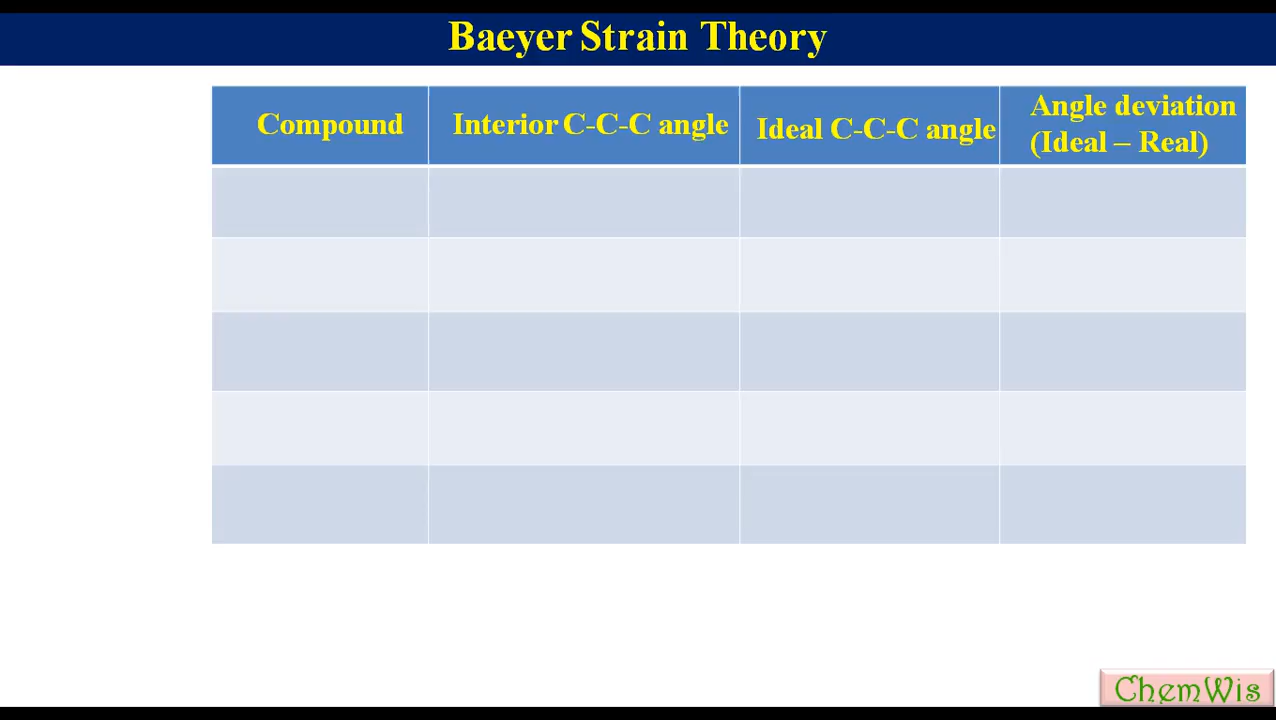 Baeyer Strain Theory
Compound
Interior C-C-C angle
Ideal C-C-C angle
Angle deviation
(Ideal – Real)
ChemWis